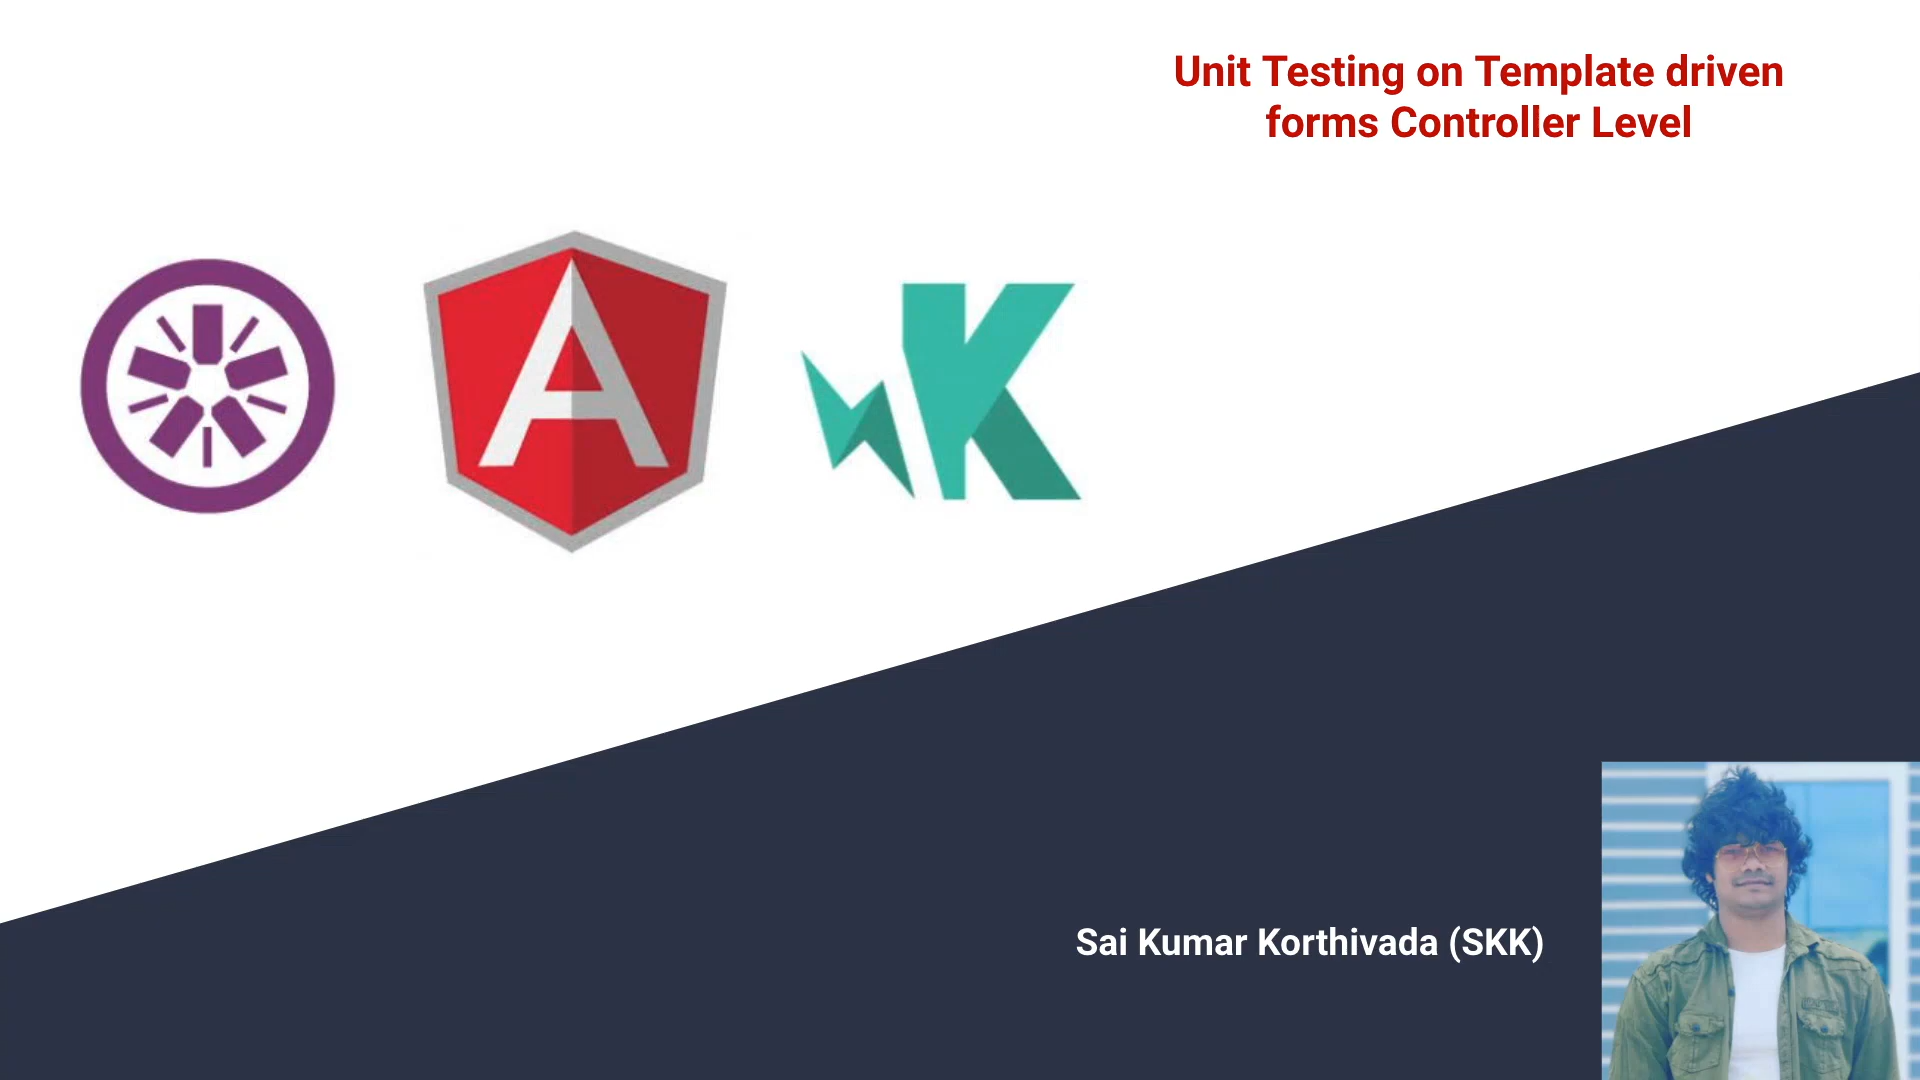 Unit Testing on Template driven
forms Controller Level
Sai Kumar Korthivada (SKK)